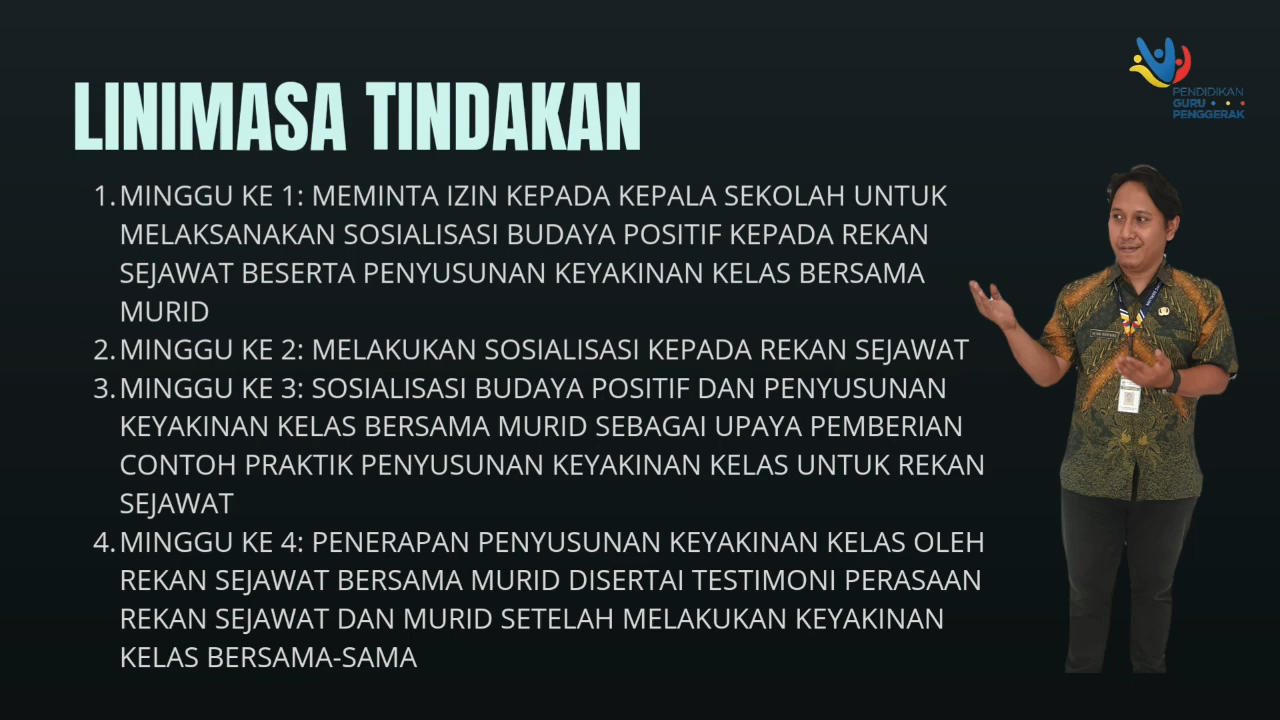 LINIMASA TINDAKAN
PENDIDIKAN
GURU
PENGGERAK
1. MINGGU KE 1: MEMINTA IZIN KEPADA KEPALA SEKOLAH UNTUK
MELAKSANAKAN SOSIALISASI BUDAYA POSITIF KEPADA REKAN
SEJAWAT BESERTA PENYUSUNAN KEYAKINAN KELAS BERSAMA
MURID
2. MINGGU KE 2: MELAKUKAN SOSIALISASI KEPADA REKAN SEJAWAT
3. MINGGU KE 3: SOSIALISASI BUDAYA POSITIF DAN PENYUSUNAN
KEYAKINAN KELAS BERSAMA MURID SEBAGAI UPAYA PEMBERIAN
CONTOH PRAKTIK PENYUSUNAN KEYAKINAN KELAS UNTUK REKAN
SEJAWAT
4. MINGGU KE 4: PENERAPAN PENYUSUNAN KEYAKINAN KELAS OLEH
REKAN SEJAWAT BERSAMA MURID DISERTAI TESTIMONI PERASAAN
REKAN SEJAWAT DAN MURID SETELAH MELAKUKAN KEYAKINAN
KELAS BERSAMA-SAMA